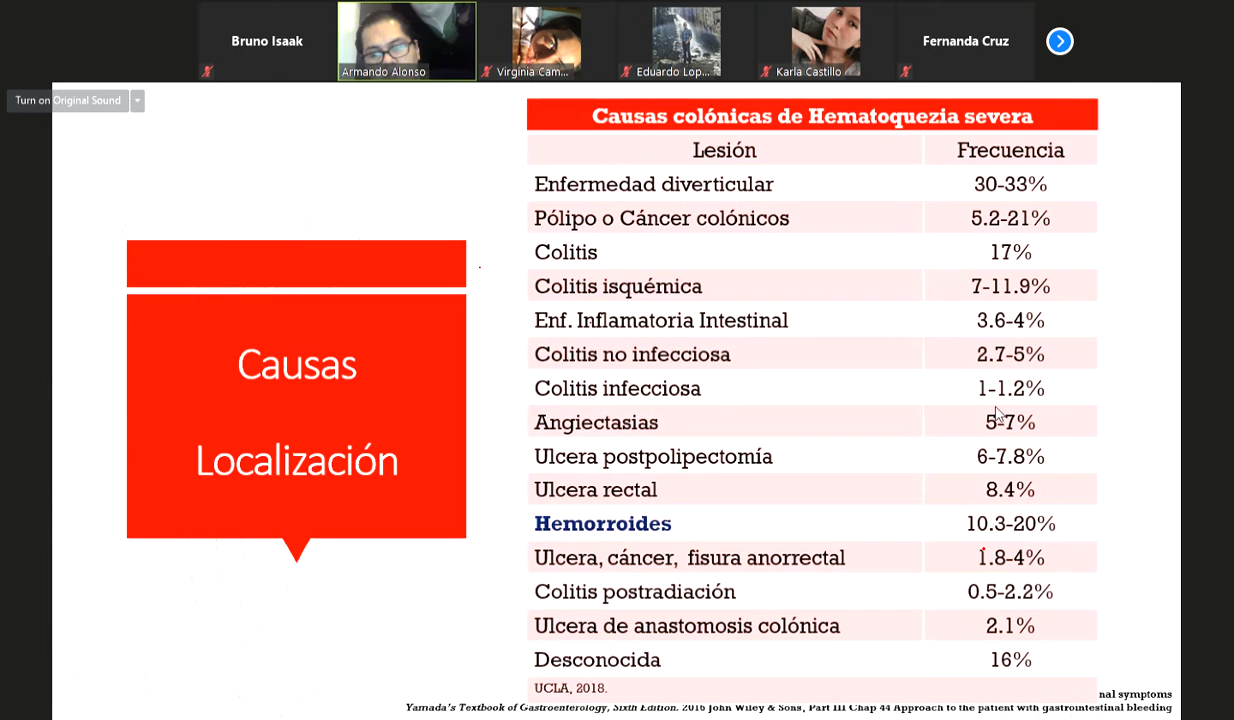 Bruno Isaak
Armando Alonso
Virginia Cam...
Eduardo Lop...
Karla Castillo
Fernanda Cruz
Turn on Original Sound
Causas
Localización
Causas colónicas de Hematoquezia severa
Lesión Frecuencia
Enfermedad diverticular 30-33%
Pólipo o Cáncer colónicos 5.2-21%
Colitis 17%
Colitis isquémica 7-11.9%
Enf. Inflamatoria Intestinal 3.6-4%
Colitis no infecciosa 2.7-5%
Colitis infecciosa 1-1.2%
Angiectasias 5-7%
Ulcera postpolipectomía 6-7.8%
Ulcera rectal 8.4%
Hemorroides 10.3-20%
Ulcera, cáncer, fisura anorrectal 1.8-4%
Colitis postradiación 0.5-2.2%
Ulcera de anastomosis colónica 2.1%
Desconocida 16%
UCLA, 2018.
nal symptoms
Yamada's Textbook of Gastroenterology, Sixth Edition. 2016 John Wiley & Sons, Part III Chap 44 Approach to the patient with gastrointestinal bleeding